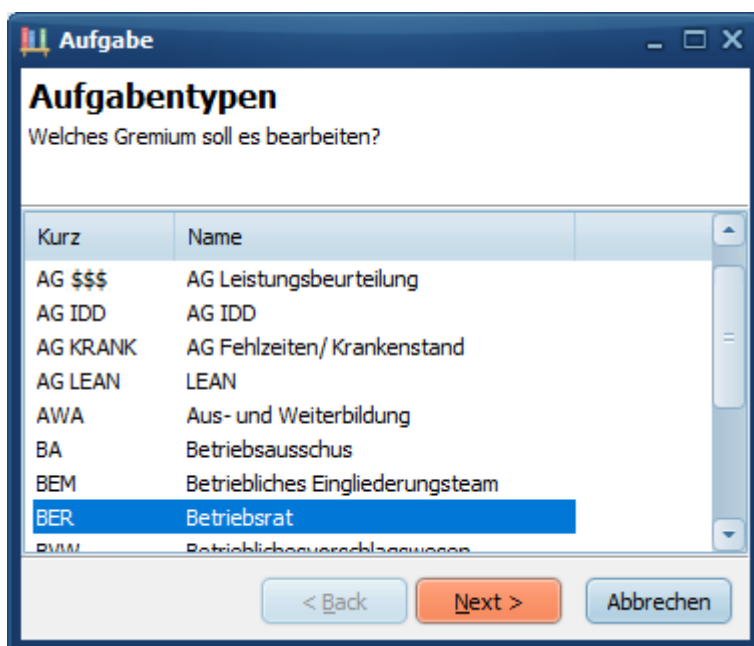 Aufgabe
Aufgabentypen
Welches Gremium soll es bearbeiten?
Kurz Name
AG $$$ AG Leistungsbeurteilung
AG IDD AG IDD
AG KRANK AG Fehlzeiten/ Krankenstand
AG LEAN LEAN
AWA Aus- und Weiterbildung
BA Betriebsausschus
BEM Betriebliches Eingliederungsteam
BER Betriebsrat
BVW Betrieblichesvorschlagswesen
< Back Next > Abbrechen